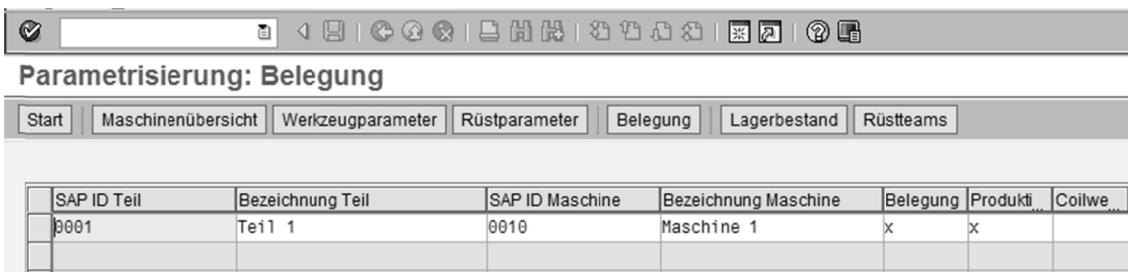 Parametrisierung: Belegung
Start Maschinenübersicht Werkzeugparameter Rüstparameter Belegung Lagerbestand Rüstteams
SAP ID Teil Bezeichnung Teil SAP ID Maschine Bezeichnung Maschine Belegung Produkti... Coilwe...
0001 Teil 1 0010 Maschine 1 x x